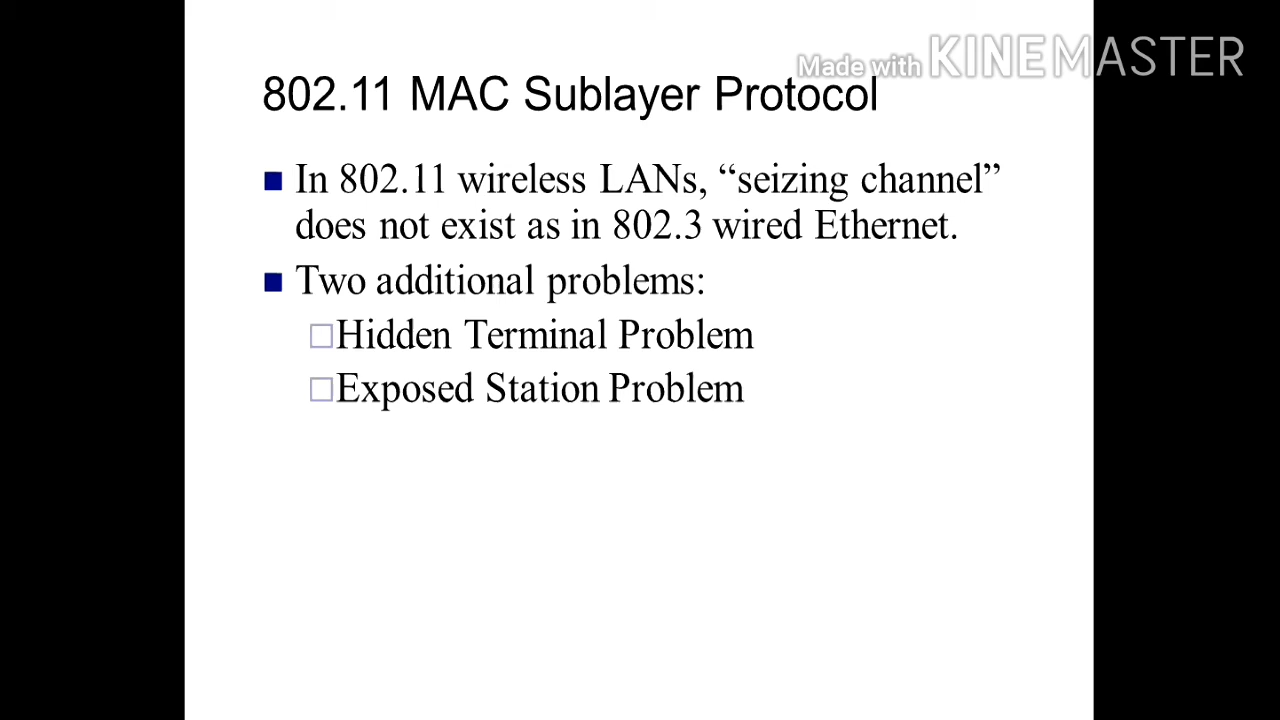 Made with KINEMASTER
802.11 MAC Sublayer Protocol
In 802.11 wireless LANs, “seizing channel”
does not exist as in 802.3 wired Ethernet.
Two additional problems:
Hidden Terminal Problem
Exposed Station Problem